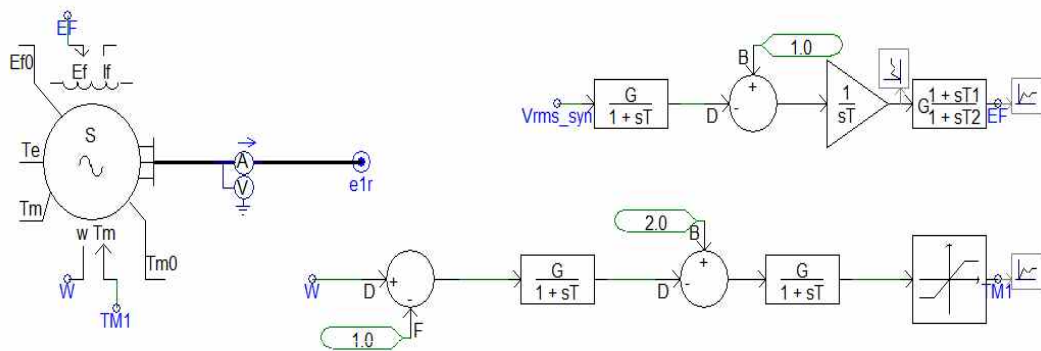 EF
Ef0
Ef If
S
Te
Tm
w Tm
Tm0
W
TM1
A
V
e1r
Vrms_syn
G
1 + sT
D
-
+
B
1.0
1
sT
G 1 + sT1
1 + sT2
EF
W
D
+
-
F
1.0
G
1 + sT
D
-
+
B
2.0
G
1 + sT
TM1